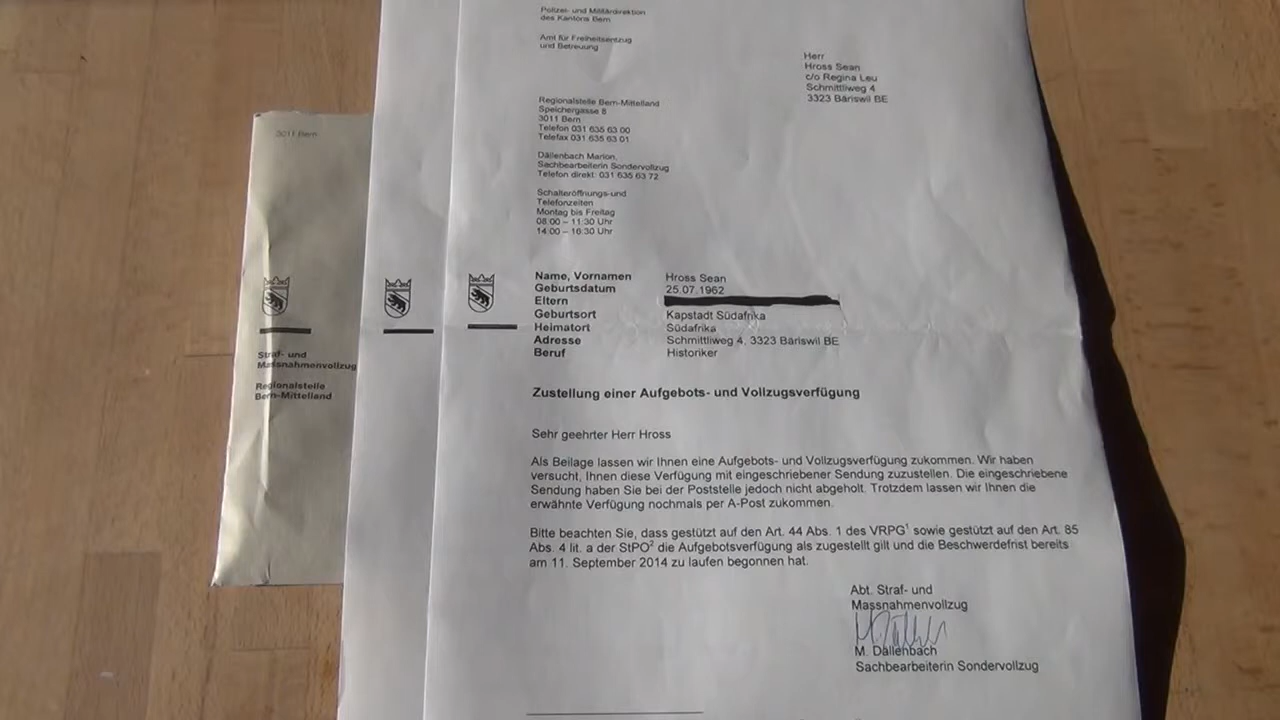 Polizei- und Militärdirektion
des Kantons Bern
Amt für Freiheitsentzug
und Betreuung
Herr
Hross Sean
c/o Regina Leu
Schmittliweg 4
3323 Bäriswil BE
Regionalstelle Bern-Mittelland
Speichergasse 8
3011 Bern
Telefon 031 635 63 00
Telefax 031 635 63 01
Dällenbach Marion,
Sachbearbeiterin Sondervollzug
Telefon direkt: 031 635 63 72
Schalteröffnungs-und
Telefonzeiten
Montag bis Freitag
08:00 – 11:30 Uhr
14:00 – 16:30 Uhr
Name, Vornamen Hross Sean
Geburtsdatum 25.07.1962
Eltern
Geburtsort Kapstadt Südafrika
Heimatort Südafrika
Adresse Schmittliweg 4, 3323 Bäriswil BE
Beruf Historiker
Zustellung einer Aufgebots- und Vollzugsverfügung
Sehr geehrter Herr Hross
Als Beilage lassen wir Ihnen eine Aufgebots- und Vollzugsverfügung zukommen. Wir haben
versucht, Ihnen diese Verfügung mit eingeschriebener Sendung zuzustellen. Die eingeschriebene
Sendung haben Sie bei der Poststelle jedoch nicht abgeholt. Trotzdem lassen wir Ihnen die
erwähnte Verfügung nochmals per A-Post zukommen.
Bitte beachten Sie, dass gestützt auf den Art. 44 Abs. 1 des VRPG¹ sowie gestützt auf den Art. 85
Abs. 4 lit. a der StPO² die Aufgebotsverfügung als zugestellt gilt und die Beschwerdefrist bereits
am 11. September 2014 zu laufen begonnen hat.
Abt. Straf- und
Massnahmenvollzug
M. Dällenbach
Sachbearbeiterin Sondervollzug
3011 Bern
Straf- und
Massnahmenvollzug
Regionalstelle
Bern-Mittelland